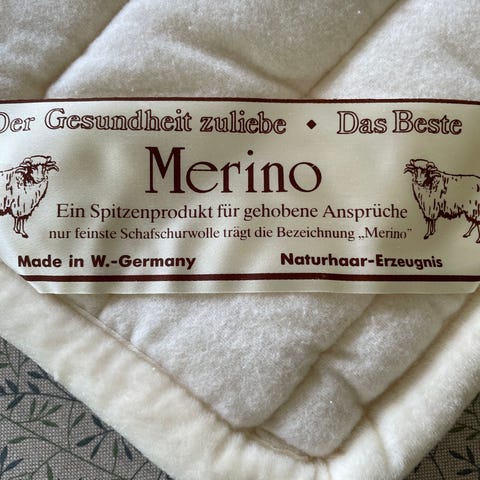 Der Gesundheit zuliebe ◆ Das Beste
Merino
Ein Spitzenprodukt für gehobene Ansprüche
nur feinste Schafschurwolle trägt die Bezeichnung „Merino"
Made in W.-Germany Naturhaar-Erzeugnis